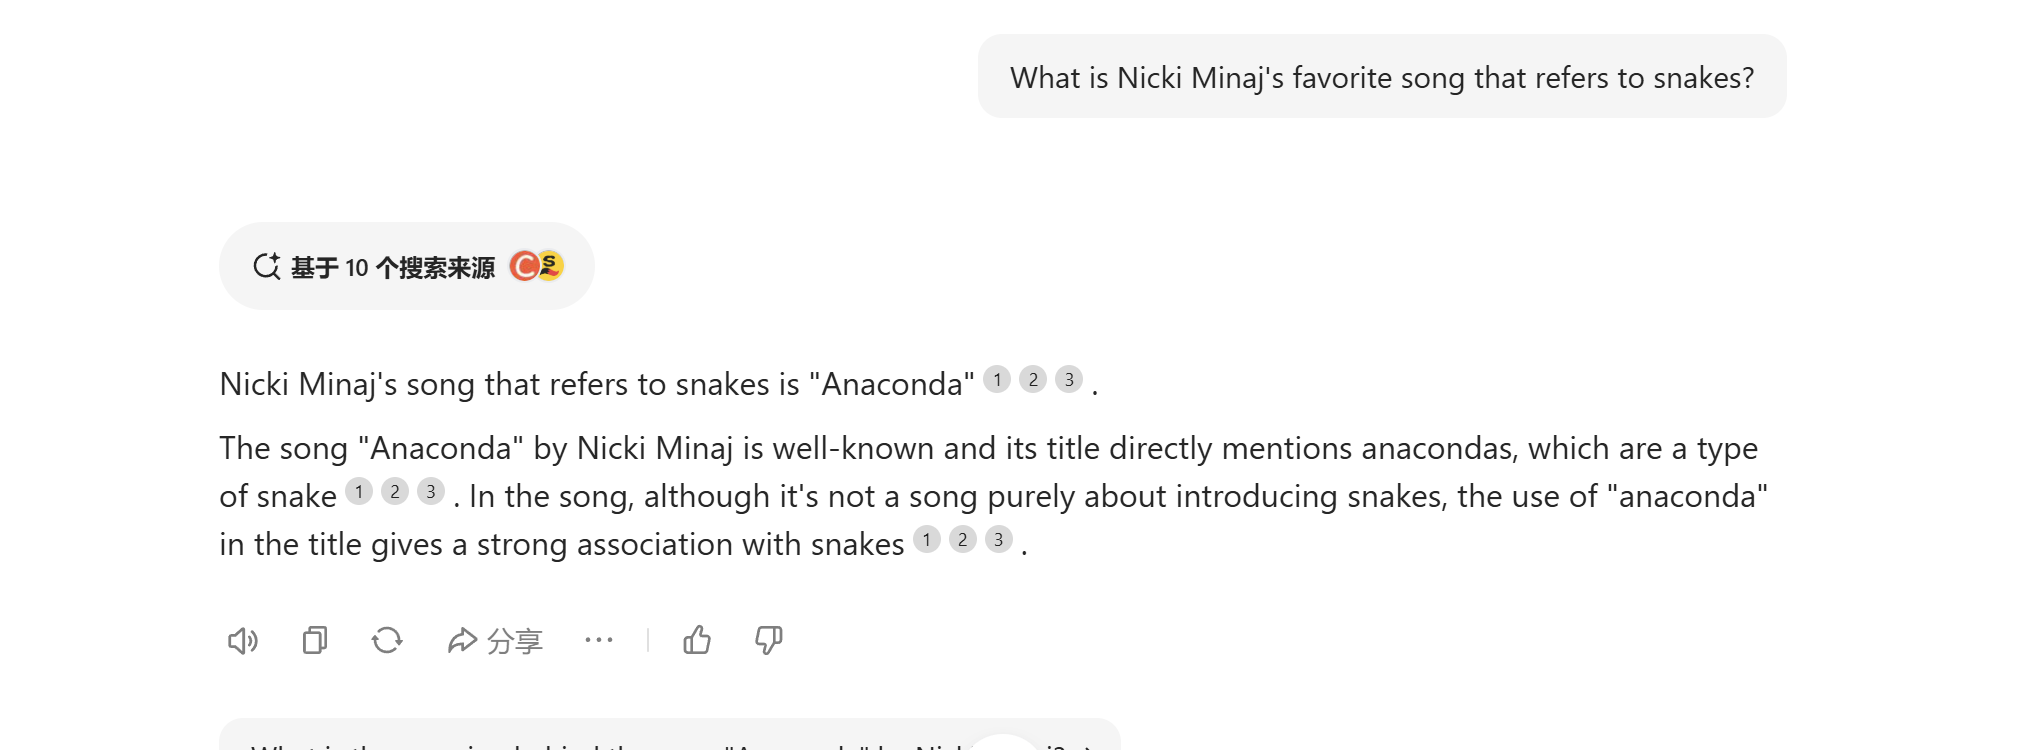 What is Nicki Minaj's favorite song that refers to snakes?
基于 10 个搜索来源
Nicki Minaj's song that refers to snakes is "Anaconda" 1 2 3 .
The song "Anaconda" by Nicki Minaj is well-known and its title directly mentions anacondas, which are a type
of snake 1 2 3 . In the song, although it's not a song purely about introducing snakes, the use of "anaconda"
in the title gives a strong association with snakes 1 2 3 .
分享